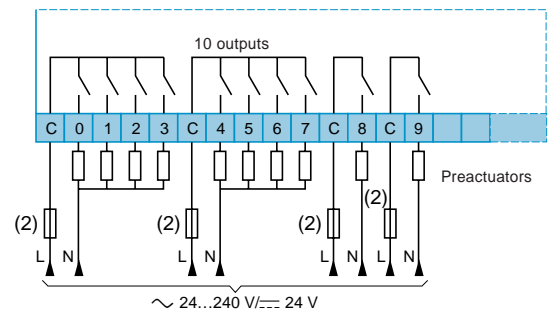 10 outputs
C 0 1 2 3 C 4 5 6 7 C 8 C 9
Preactuators
(2) (2) (2) (2)
L N L N L N L N
24...240 V/ 24 V